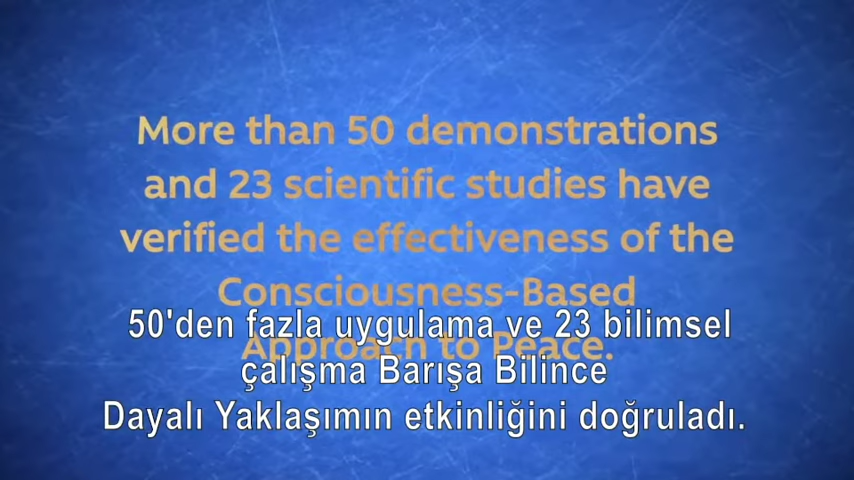 More than 50 demonstrations
and 23 scientific studies have
verified the effectiveness of the
Consciousness-Based
Approach to Peace.
50'den fazla uygulama ve 23 bilimsel
çalışma Barışa Bilince
Dayalı Yaklaşımın etkinliğini doğruladı.